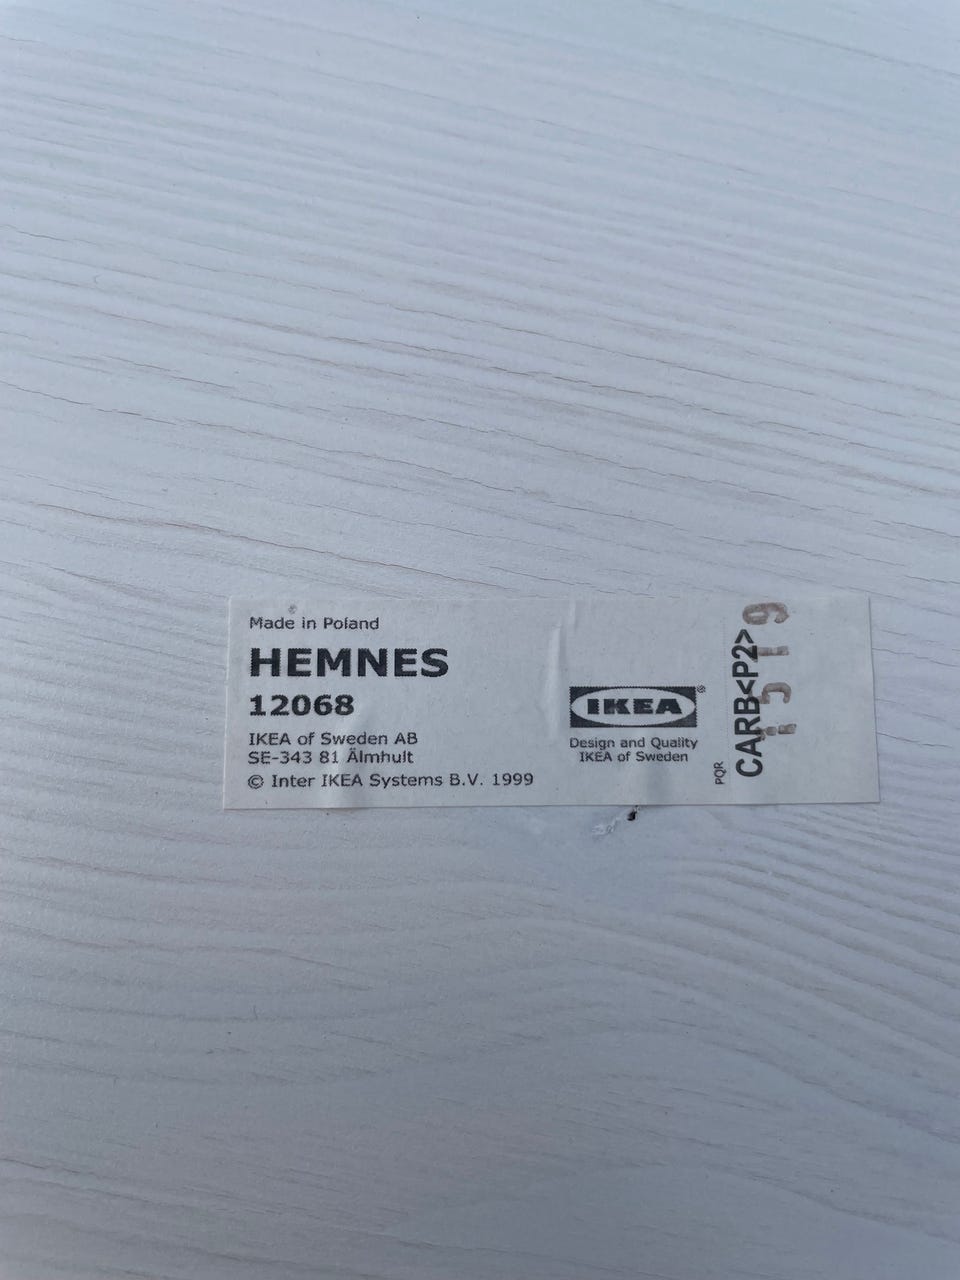 Made in Poland
HEMNES
12068
IKEA of Sweden AB
SE-343 81 Älmhult
© Inter IKEA Systems B.V. 1999
IKEA®
Design and Quality
IKEA of Sweden
PQR
CARB<P2>